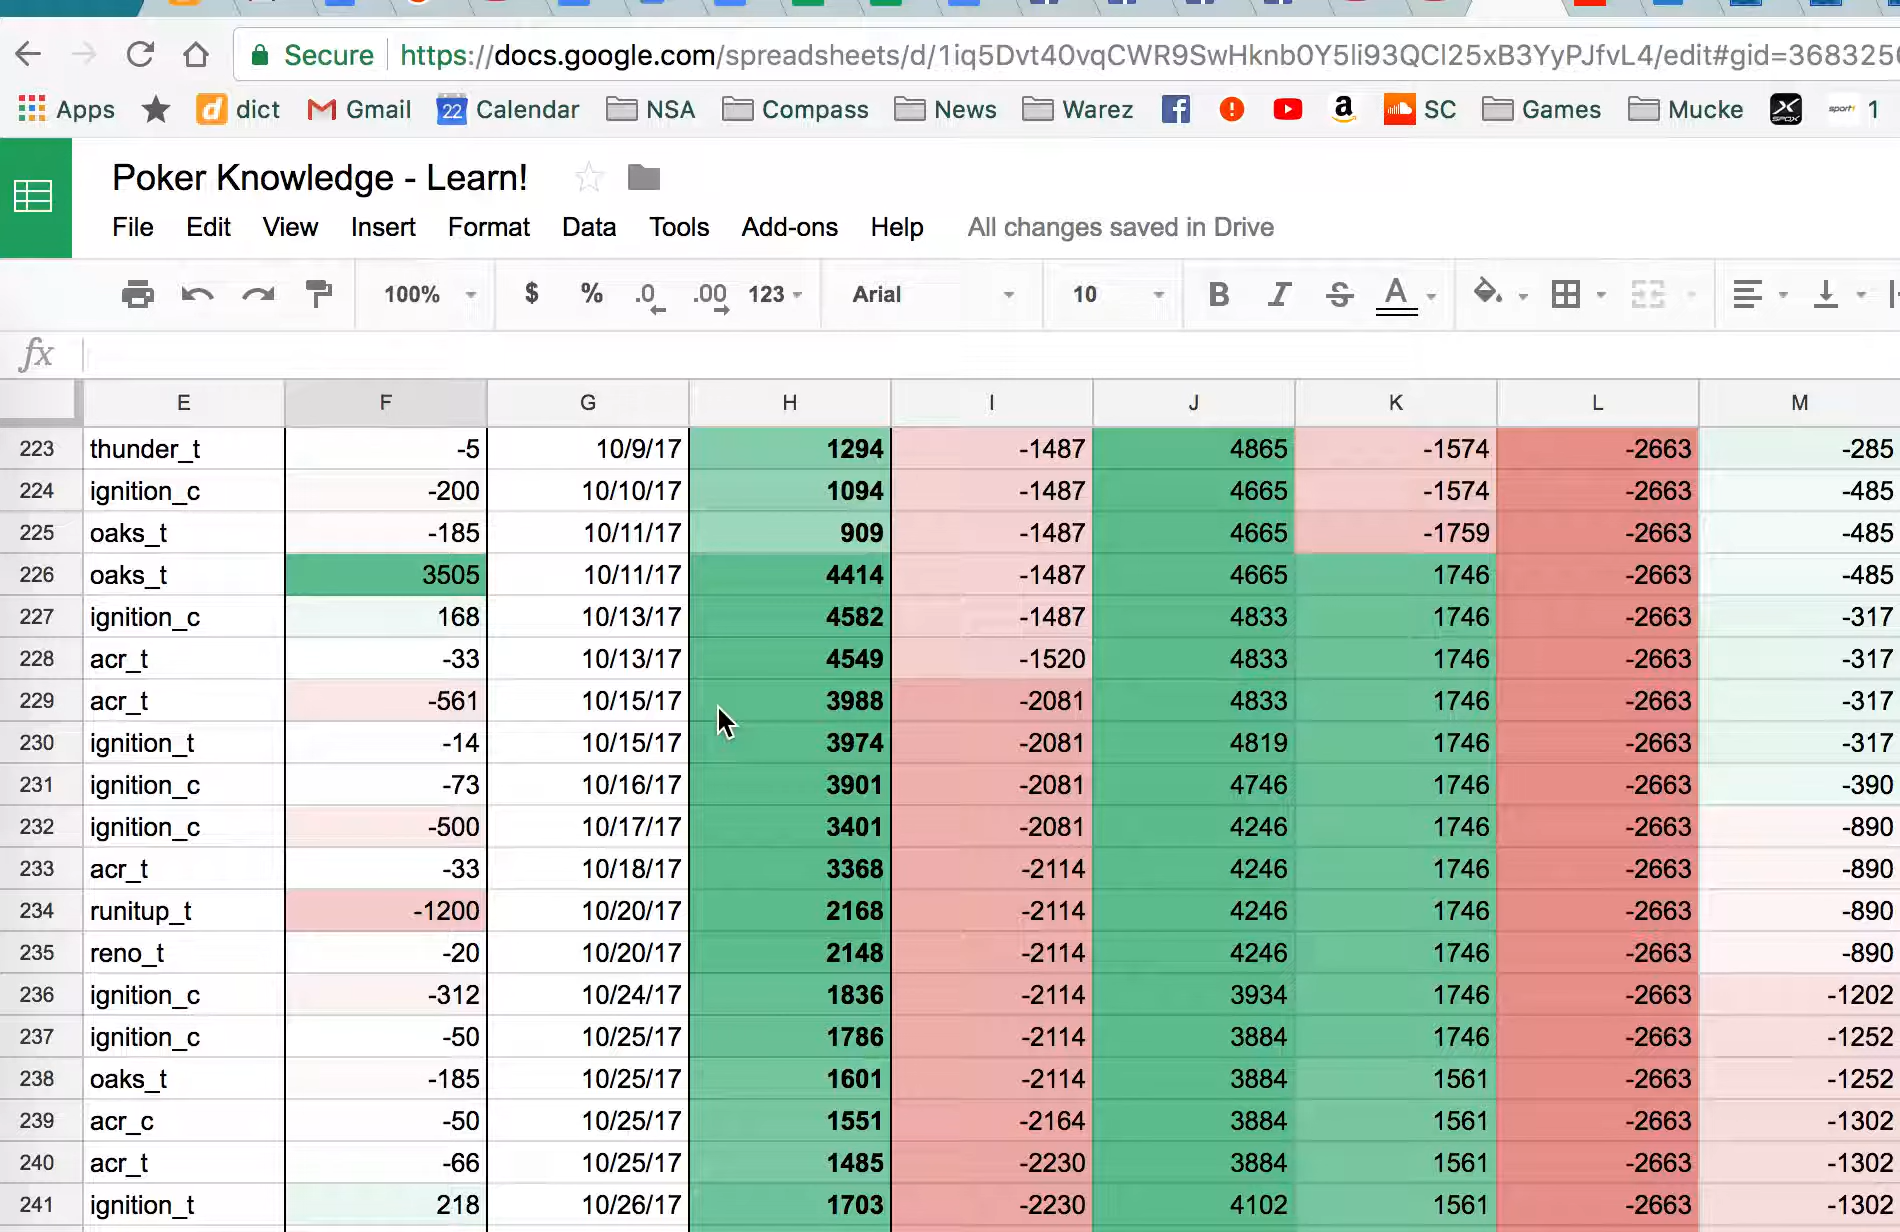 Secure https://docs.google.com/spreadsheets/d/1iq5Dvt40vqCWR9SwHknb0Y5li93QCl25xB3YyPJfvL4/edit#gid=368325
Apps dict Gmail 22 Calendar NSA Compass News Warez SC Games Mucke SPOX sport1 1
Poker Knowledge - Learn!
File Edit View Insert Format Data Tools Add-ons Help All changes saved in Drive
100% $ % .0 .00 123 Arial 10 B I S A
fx
E F G H I J K L M
223 thunder_t -5 10/9/17 1294 -1487 4865 -1574 -2663 -285
224 ignition_c -200 10/10/17 1094 -1487 4665 -1574 -2663 -485
225 oaks_t -185 10/11/17 909 -1487 4665 -1759 -2663 -485
226 oaks_t 3505 10/11/17 4414 -1487 4665 1746 -2663 -485
227 ignition_c 168 10/13/17 4582 -1487 4833 1746 -2663 -317
228 acr_t -33 10/13/17 4549 -1520 4833 1746 -2663 -317
229 acr_t -561 10/15/17 3988 -2081 4833 1746 -2663 -317
230 ignition_t -14 10/15/17 3974 -2081 4819 1746 -2663 -317
231 ignition_c -73 10/16/17 3901 -2081 4746 1746 -2663 -390
232 ignition_c -500 10/17/17 3401 -2081 4246 1746 -2663 -890
233 acr_t -33 10/18/17 3368 -2114 4246 1746 -2663 -890
234 runitup_t -1200 10/20/17 2168 -2114 4246 1746 -2663 -890
235 reno_t -20 10/20/17 2148 -2114 4246 1746 -2663 -890
236 ignition_c -312 10/24/17 1836 -2114 3934 1746 -2663 -1202
237 ignition_c -50 10/25/17 1786 -2114 3884 1746 -2663 -1252
238 oaks_t -185 10/25/17 1601 -2114 3884 1561 -2663 -1252
239 acr_c -50 10/25/17 1551 -2164 3884 1561 -2663 -1302
240 acr_t -66 10/25/17 1485 -2230 3884 1561 -2663 -1302
241 ignition_t 218 10/26/17 1703 -2230 4102 1561 -2663 -1302